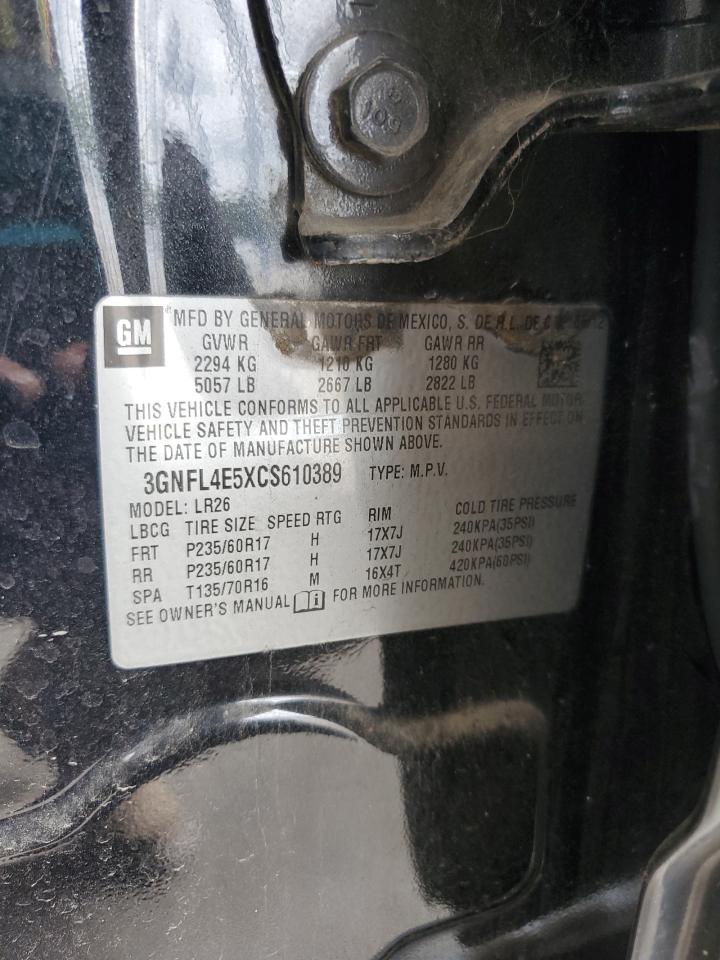 109
GM MFD BY GENERAL MOTORS DE MEXICO, S. DE R.L. DE C
GVWR GAWR FRT GAWR RR
2294 KG 1210 KG 1280 KG
5057 LB 2667 LB 2822 LB
THIS VEHICLE CONFORMS TO ALL APPLICABLE U.S. FEDERAL MOTOR
VEHICLE SAFETY AND THEFT PREVENTION STANDARDS IN EFFECT ON
THE DATE OF MANUFACTURE SHOWN ABOVE.
3GNFL4E5XCS610389 TYPE: M.P.V.
MODEL: LR26
LBCG TIRE SIZE SPEED RTG RIM COLD TIRE PRESSURE
FRT P235/60R17 H 17X7J 240KPA(35PSI)
RR P235/60R17 H 17X7J 240KPA(35PSI)
SPA T135/70R16 M 16X4T 420KPA(60PSI)
SEE OWNER'S MANUAL i FOR MORE INFORMATION.